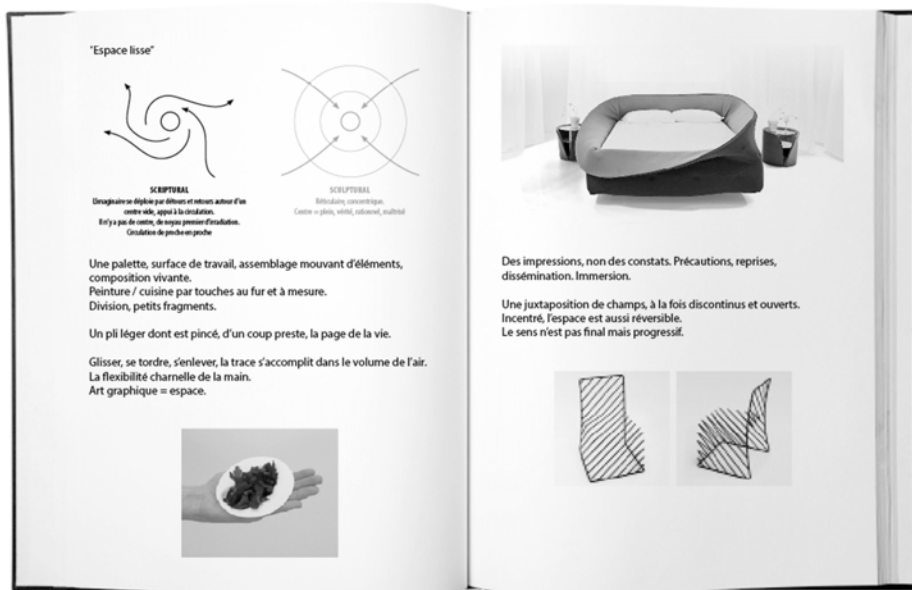 "Espace lisse"
SCRIPTURAL
L'imaginaire se déploie par détours et retours autour d'un
centre vide, appui à la circulation.
Il n'y a pas de centre, de noyau premier d'irradiation.
Circulation de proche en proche
SCULPTURAL
Réticulaire, concentrique.
Centre = plein, vérité, rationnel, maîtrisé
Une palette, surface de travail, assemblage mouvant d'éléments,
composition vivante.
Peinture / cuisine par touches au fur et à mesure.
Division, petits fragments.
Un pli léger dont est pincé, d'un coup preste, la page de la vie.
Glisser, se tordre, s'enlever, la trace s'accomplit dans le volume de l'air.
La flexibilité charnelle de la main.
Art graphique = espace.
Des impressions, non des constats. Précautions, reprises,
dissémination. Immersion.
Une juxtaposition de champs, à la fois discontinus et ouverts.
Incentré, l'espace est aussi réversible.
Le sens n'est pas final mais progressif.